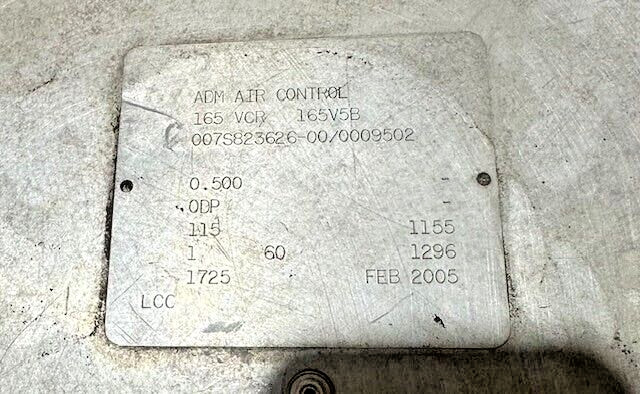 ADM AIR CONTROL
165 VCR 165V5B
007S823626-00/0009502
0.500 -
ODP -
115 1155
1 60 1296
1725 FEB 2005
LCC